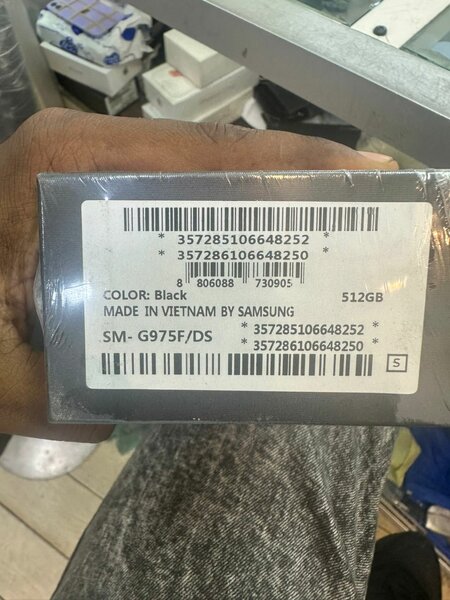 * 357285106648252 *
* 357286106648250 *
8 806088 730905
COLOR: Black 512GB
MADE IN VIETNAM BY SAMSUNG
SM- G975F/DS * 357285106648252 *
* 357286106648250 *
S